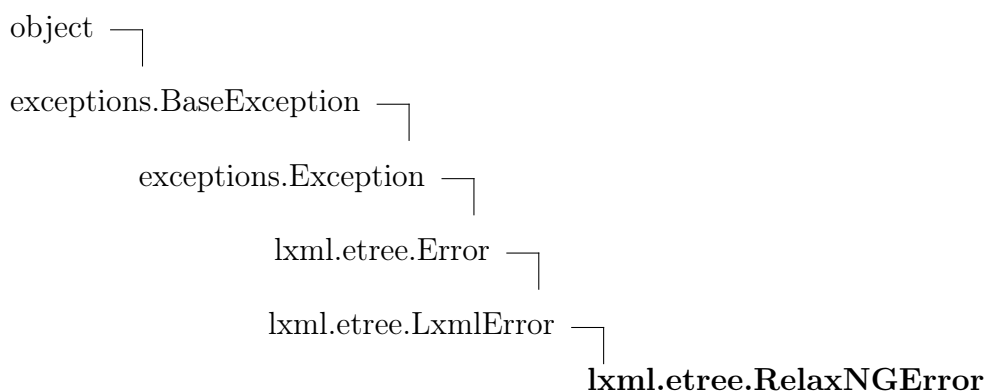 object
exceptions.BaseException
exceptions.Exception
lxml.etree.Error
lxml.etree.LxmlError
lxml.etree.RelaxNGError